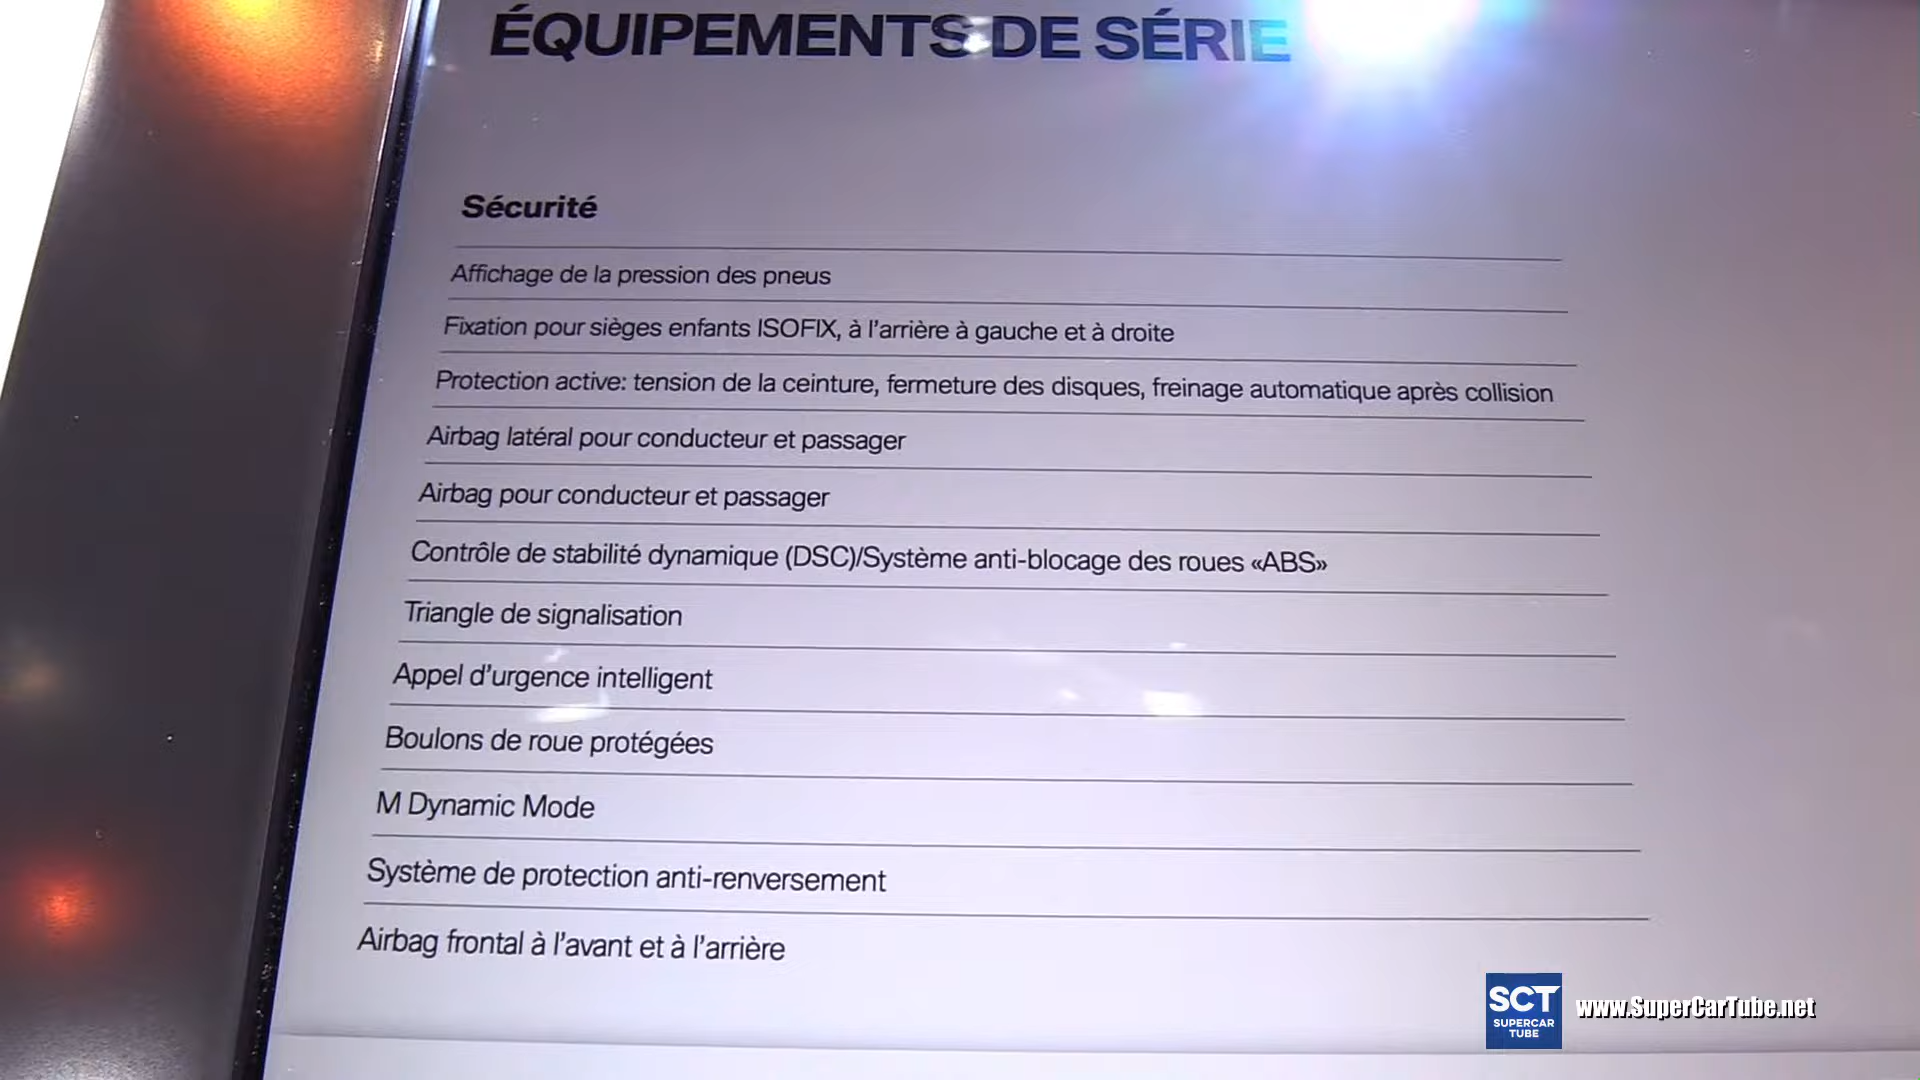 ÉQUIPEMENTS DE SÉRIE
Sécurité
Affichage de la pression des pneus
Fixation pour sièges enfants ISOFIX, à l'arrière à gauche et à droite
Protection active: tension de la ceinture, fermeture des disques, freinage automatique après collision
Airbag latéral pour conducteur et passager
Airbag pour conducteur et passager
Contrôle de stabilité dynamique (DSC)/Système anti-blocage des roues «ABS»
Triangle de signalisation
Appel d'urgence intelligent
Boulons de roue protégées
M Dynamic Mode
Système de protection anti-renversement
Airbag frontal à l'avant et à l'arrière
SCT
SUPERCAR
TUBE
www.SuperCarTube.net